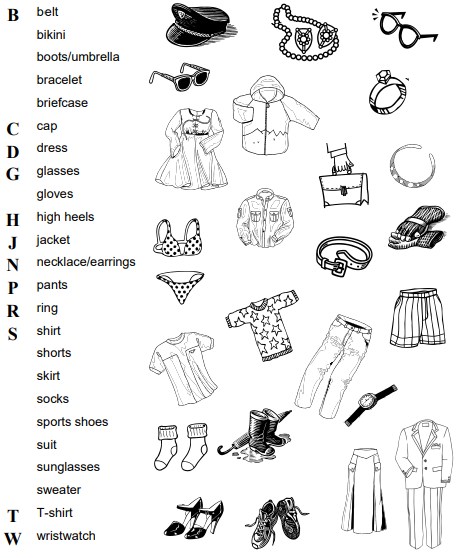 B belt
bikini
boots/umbrella
bracelet
briefcase
C cap
D dress
G glasses
gloves
H high heels
J jacket
N necklace/earrings
P pants
R ring
S shirt
shorts
skirt
socks
sports shoes
suit
sunglasses
sweater
T T-shirt
W wristwatch